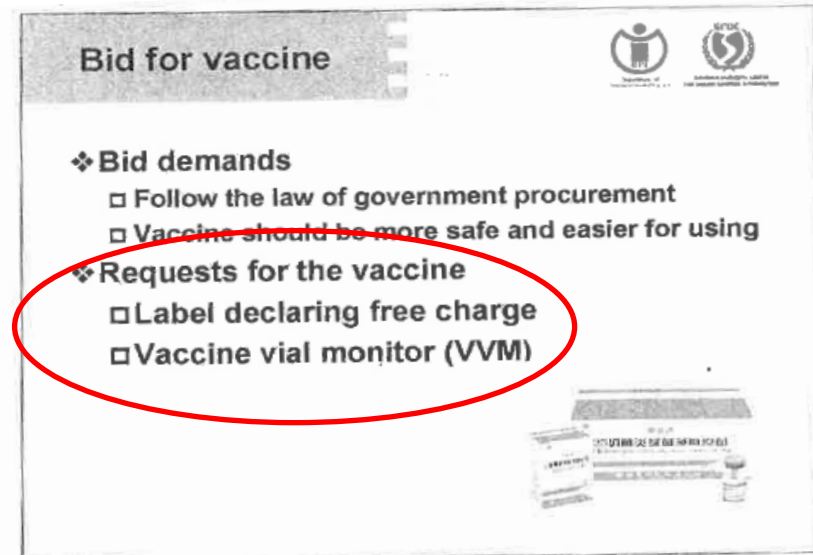 Bid for vaccine
❖Bid demands
□ Follow the law of government procurement
□ Vaccine should be more safe and easier for using
❖Requests for the vaccine
□Label declaring free charge
□Vaccine vial monitor (VVM)